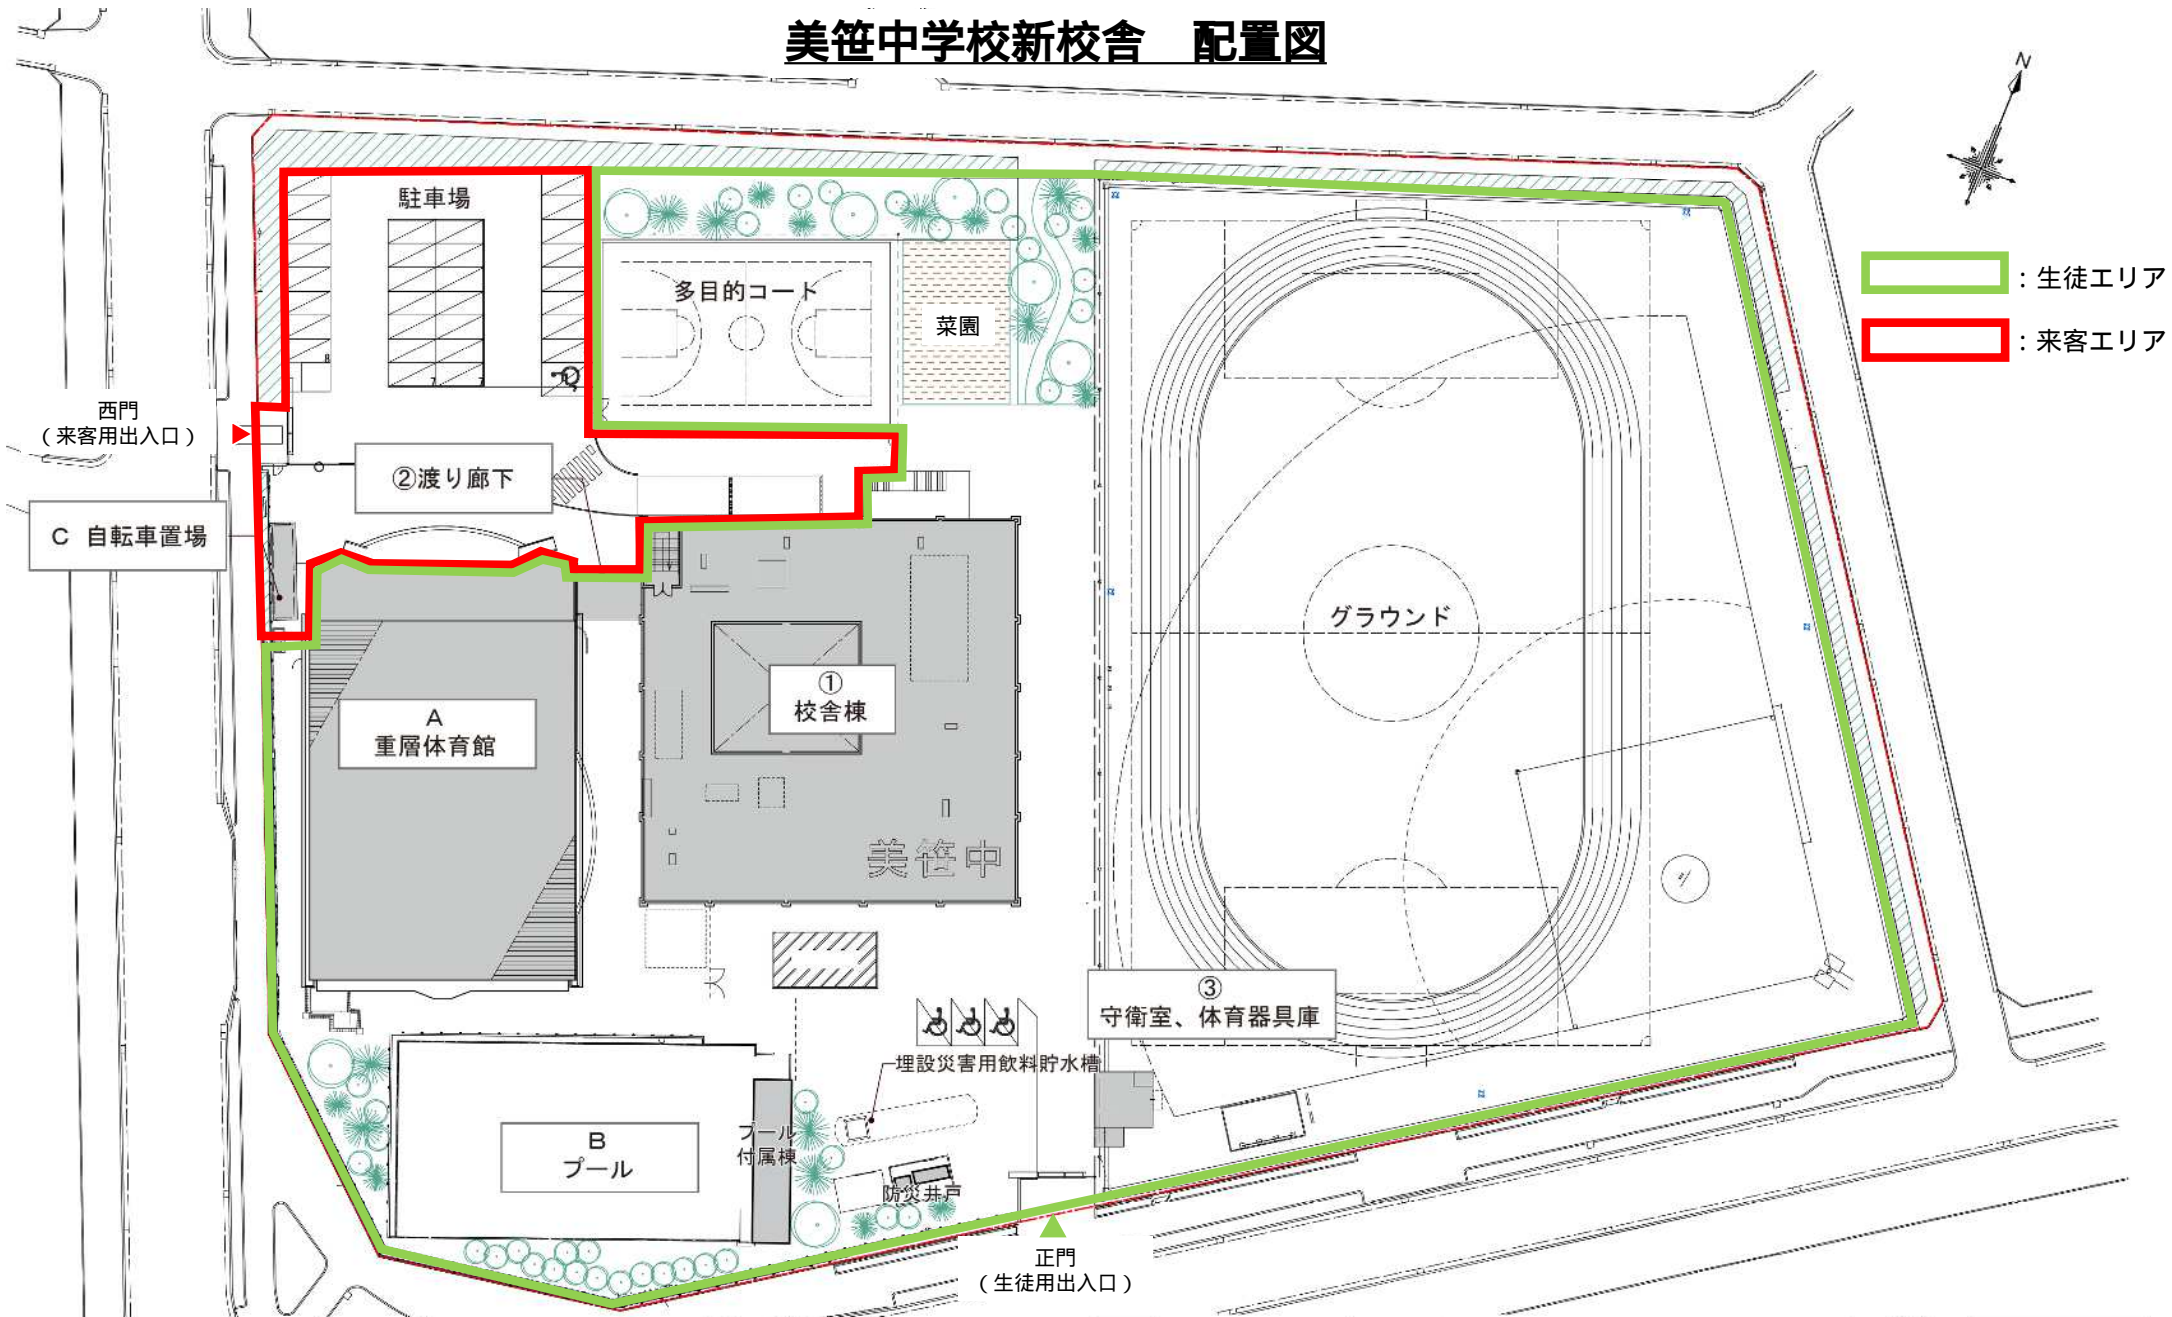 美笹中学校新校舎 配置図
N
駐車場
：生徒エリア
：来客エリア
多目的コート
菜園
8
7
7
西門
（来客用出入口）
②渡り廊下
C 自転車置場
グラウンド
①
校舎棟
A
重層体育館
美笹中
③
守衛室、体育器具庫
埋設災害用飲料貯水槽
B
プール
プール
付属棟
防災井戸
正門
（生徒用出入口）